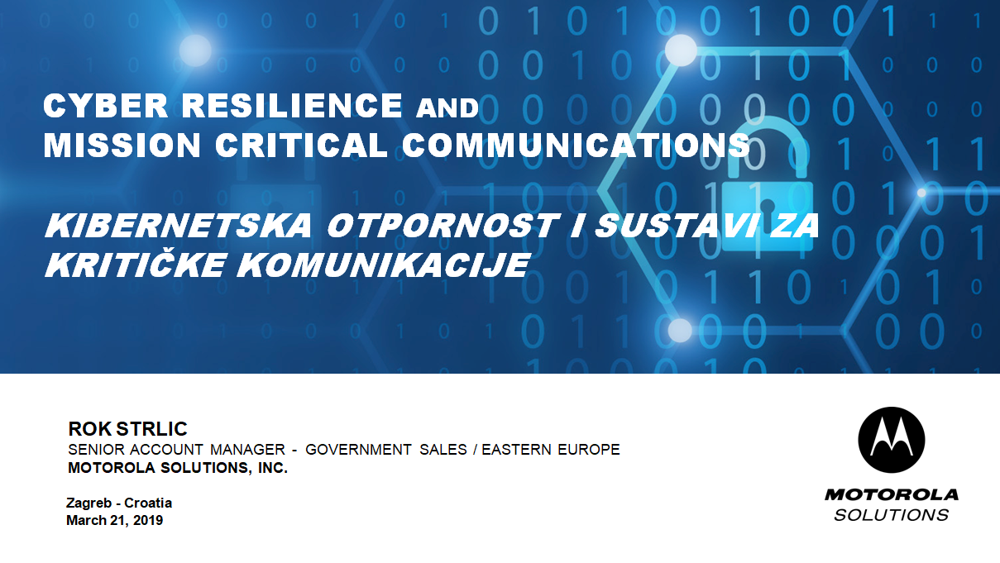 CYBER RESILIENCE AND
MISSION CRITICAL COMMUNICATIONS
KIBERNETSKA OTPORNOST I SUSTAVI ZA
KRITIČKE KOMUNIKACIJE
ROK STRLIC
SENIOR ACCOUNT MANAGER - GOVERNMENT SALES / EASTERN EUROPE
MOTOROLA SOLUTIONS, INC.
Zagreb - Croatia
March 21, 2019
MOTOROLA
SOLUTIONS